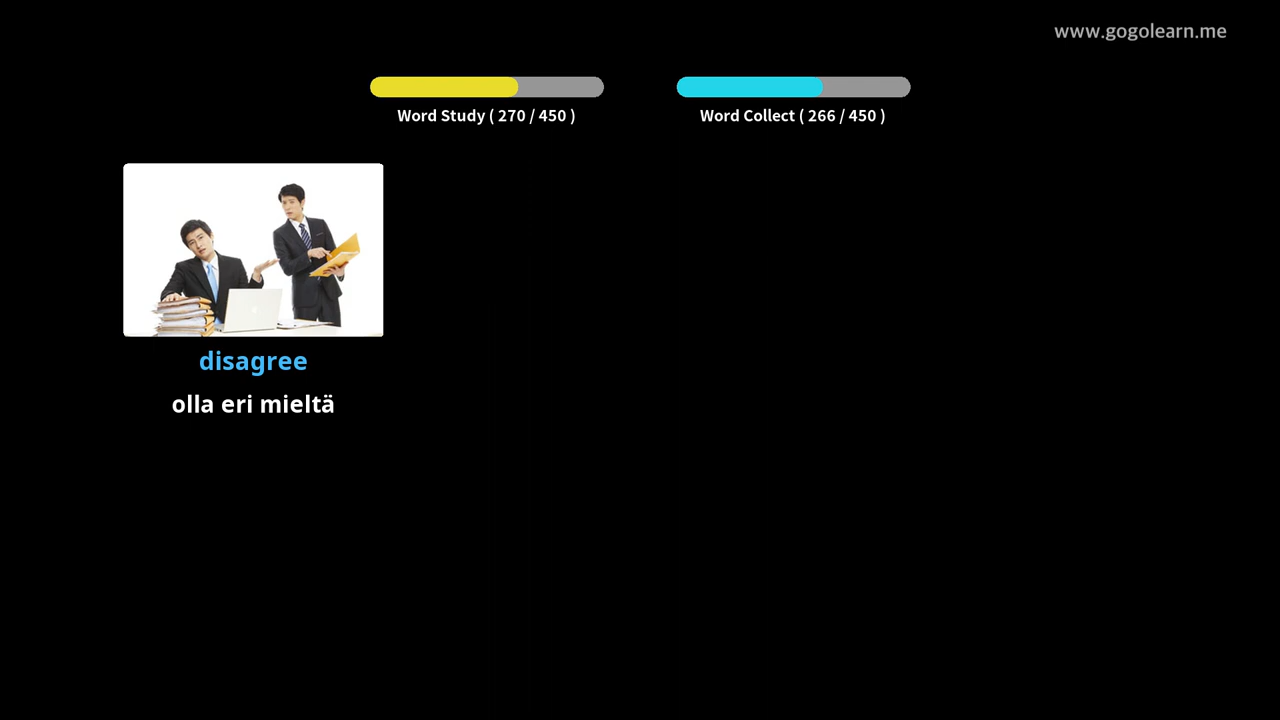 www.gogolearn.me
Word Study ( 270 / 450 )
Word Collect ( 266 / 450 )
disagree
olla eri mieltä